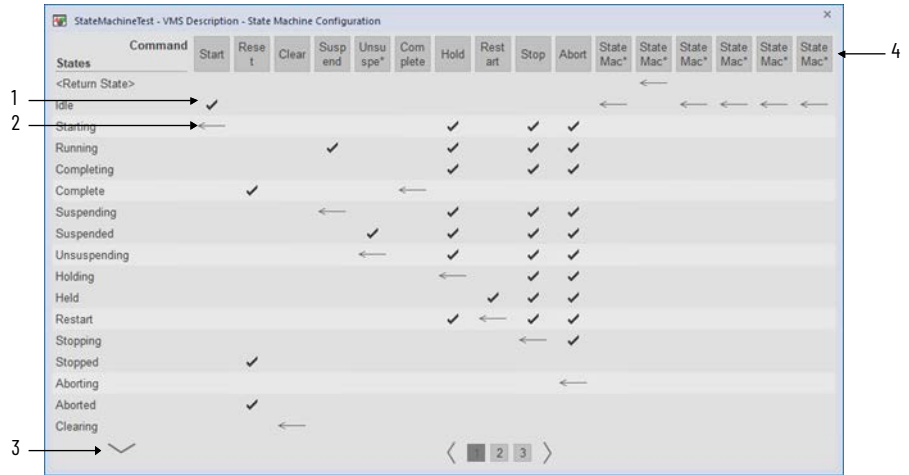 StateMachineTest - VMS Description - State Machine Configuration ×
Command
States
Start Rese t Clear Susp end Unsu spe* Com plete Hold Rest art Stop Abort State Mac* State Mac* State Mac* State Mac* State Mac* State Mac*
4
<Return State>
1
Idle
2
Starting
Running
Completing
Complete
Suspending
Suspended
Unsuspending
Holding
Held
Restart
Stopping
Stopped
Aborting
Aborted
Clearing
3
1 2 3